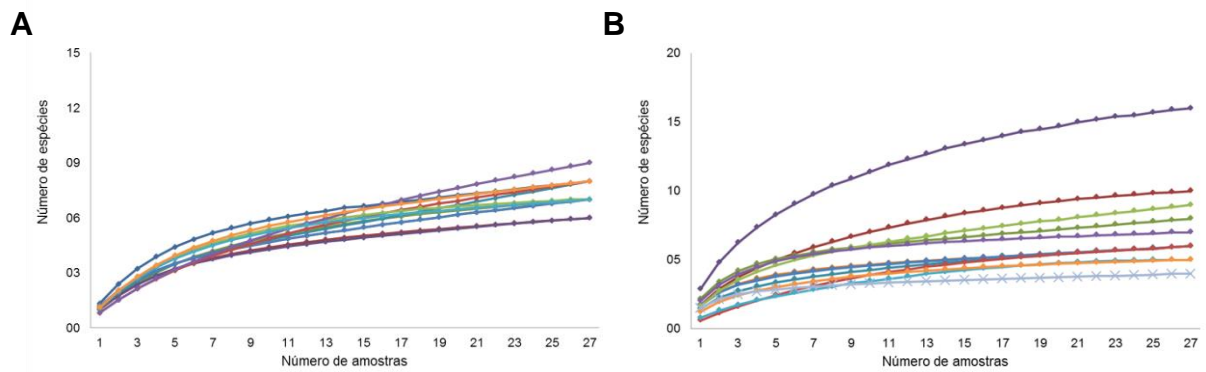 A
B
15
12
09
06
03
00
Número de espécies
1 3 5 7 9 11 13 15 17 19 21 23 25 27
Número de amostras
20
15
10
05
00
Número de espécies
1 3 5 7 9 11 13 15 17 19 21 23 25 27
Número de amostras